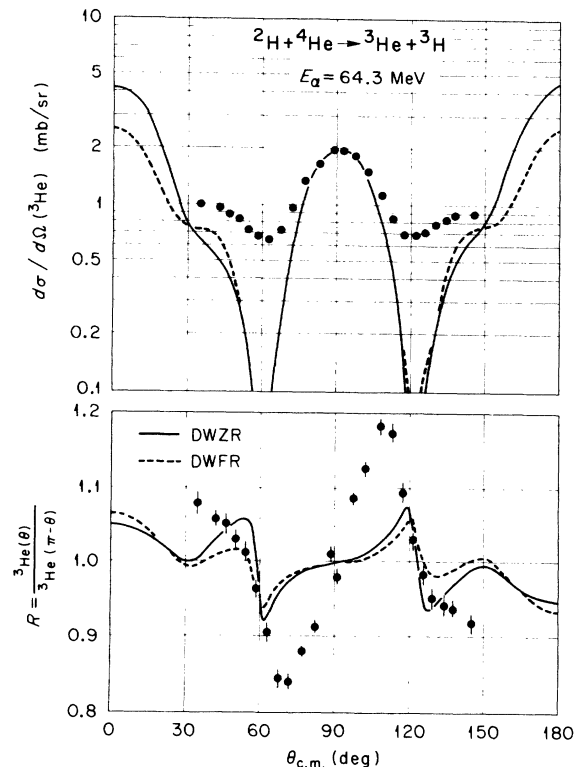 10
5
2
1
0.5
0.2
0.1
dσ/dΩ(³He) (mb/sr)
²H+⁴He→³He+³H
Eα=64.3 MeV
1.2
1.1
1.0
0.9
0.8
R = ³He(θ) / ³He(π-θ)
DWZR
DWFR
0 30 60 90 120 150 180
θc.m. (deg)